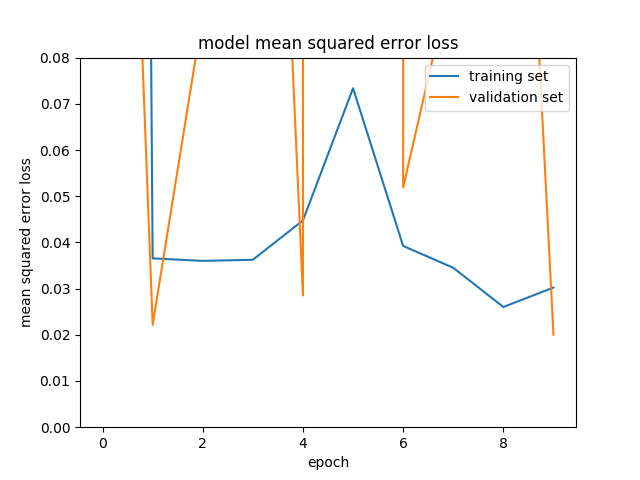 model mean squared error loss
training set
validation set
0.08
0.07
0.06
0.05
0.04
0.03
0.02
0.01
0.00
mean squared error loss
0 2 4 6 8
epoch